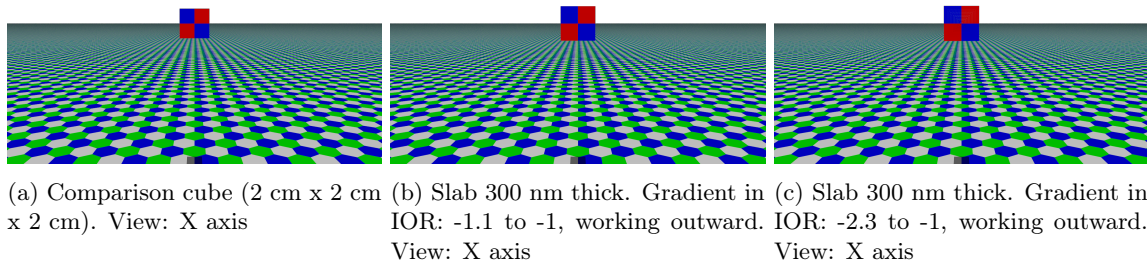 (a) Comparison cube (2 cm x 2 cm
x 2 cm). View: X axis
(b) Slab 300 nm thick. Gradient in
IOR: -1.1 to -1, working outward.
View: X axis
(c) Slab 300 nm thick. Gradient in
IOR: -2.3 to -1, working outward.
View: X axis